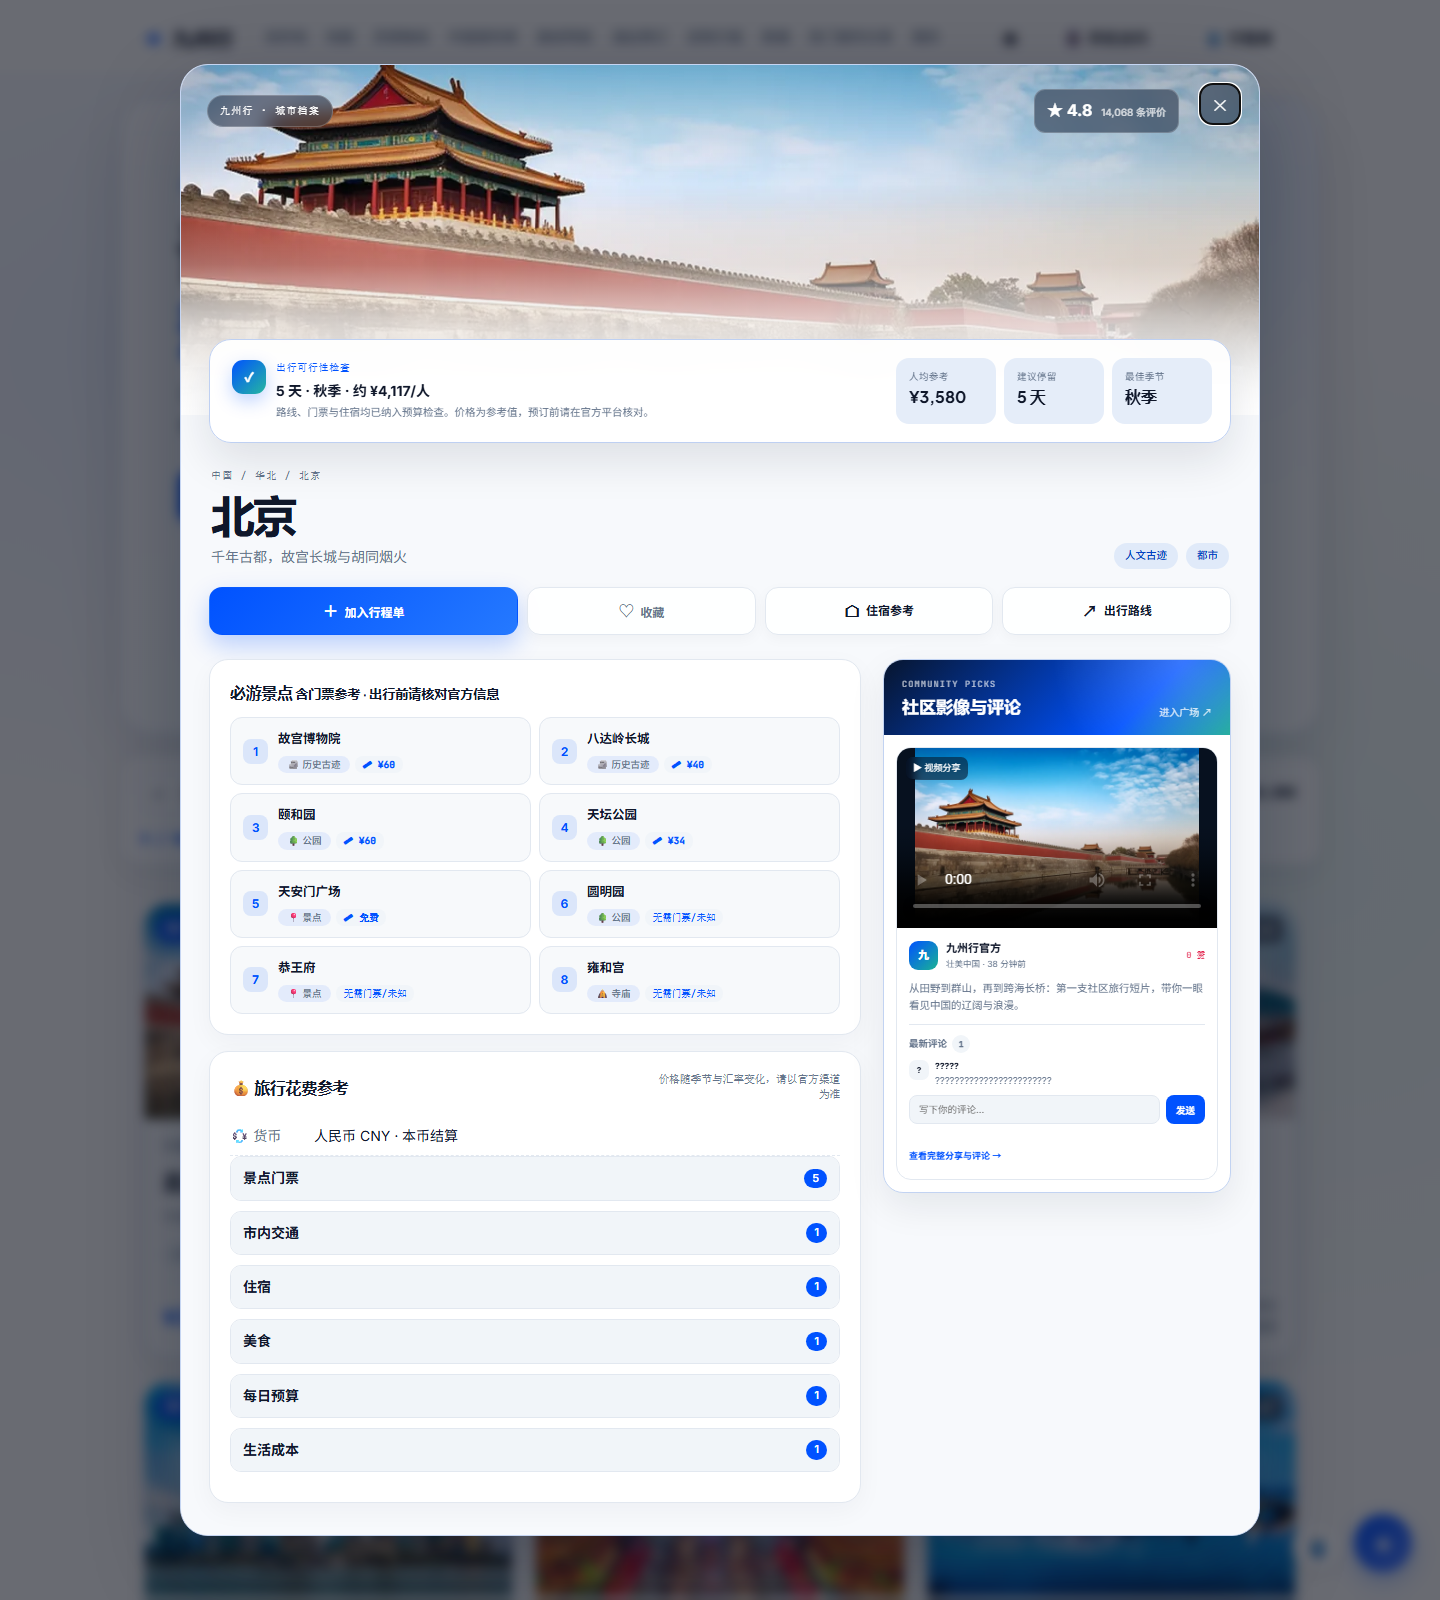 九州行 · 城市档案
★ 4.8 14,068 条评价
×
✓
出行可行性检查
5 天 · 秋季 · 约 ¥4,117/人
路线、门票与住宿均已纳入预算检查。价格为参考值，预订前请在官方平台核对。
人均参考
¥3,580
建议停留
5 天
最佳季节
秋季
中国 / 华北 / 北京
北京
千年古都，故宫长城与胡同烟火
人文古迹
都市
+ 加入行程单
♡ 收藏
住宿参考
↗ 出行路线
必游景点 含门票参考 · 出行前请核对官方信息
1
故宫博物院
历史古迹
¥60
2
八达岭长城
历史古迹
¥40
3
颐和园
公园
¥60
4
天坛公园
公园
¥34
5
天安门广场
景点
免费
6
圆明园
公园
无需门票/未知
7
恭王府
景点
无需门票/未知
8
雍和宫
寺庙
无需门票/未知
旅行花费参考
价格随季节与汇率变化，请以官方渠道
为准
货币 人民币 CNY · 本币结算
景点门票 5
市内交通 1
住宿 1
美食 1
每日预算 1
生活成本 1
COMMUNITY PICKS
社区影像与评论
进入广场 ↗
▶ 视频分享
0:00
九
九州行官方
壮美中国 · 38 分钟前
0 赞
从田野到群山，再到跨海长桥：第一支社区旅行短片，带你一眼
看见中国的辽阔与浪漫。
最新评论 1
?
?????
????????????????????????
写下你的评论...
发送
查看完整分享与评论 →